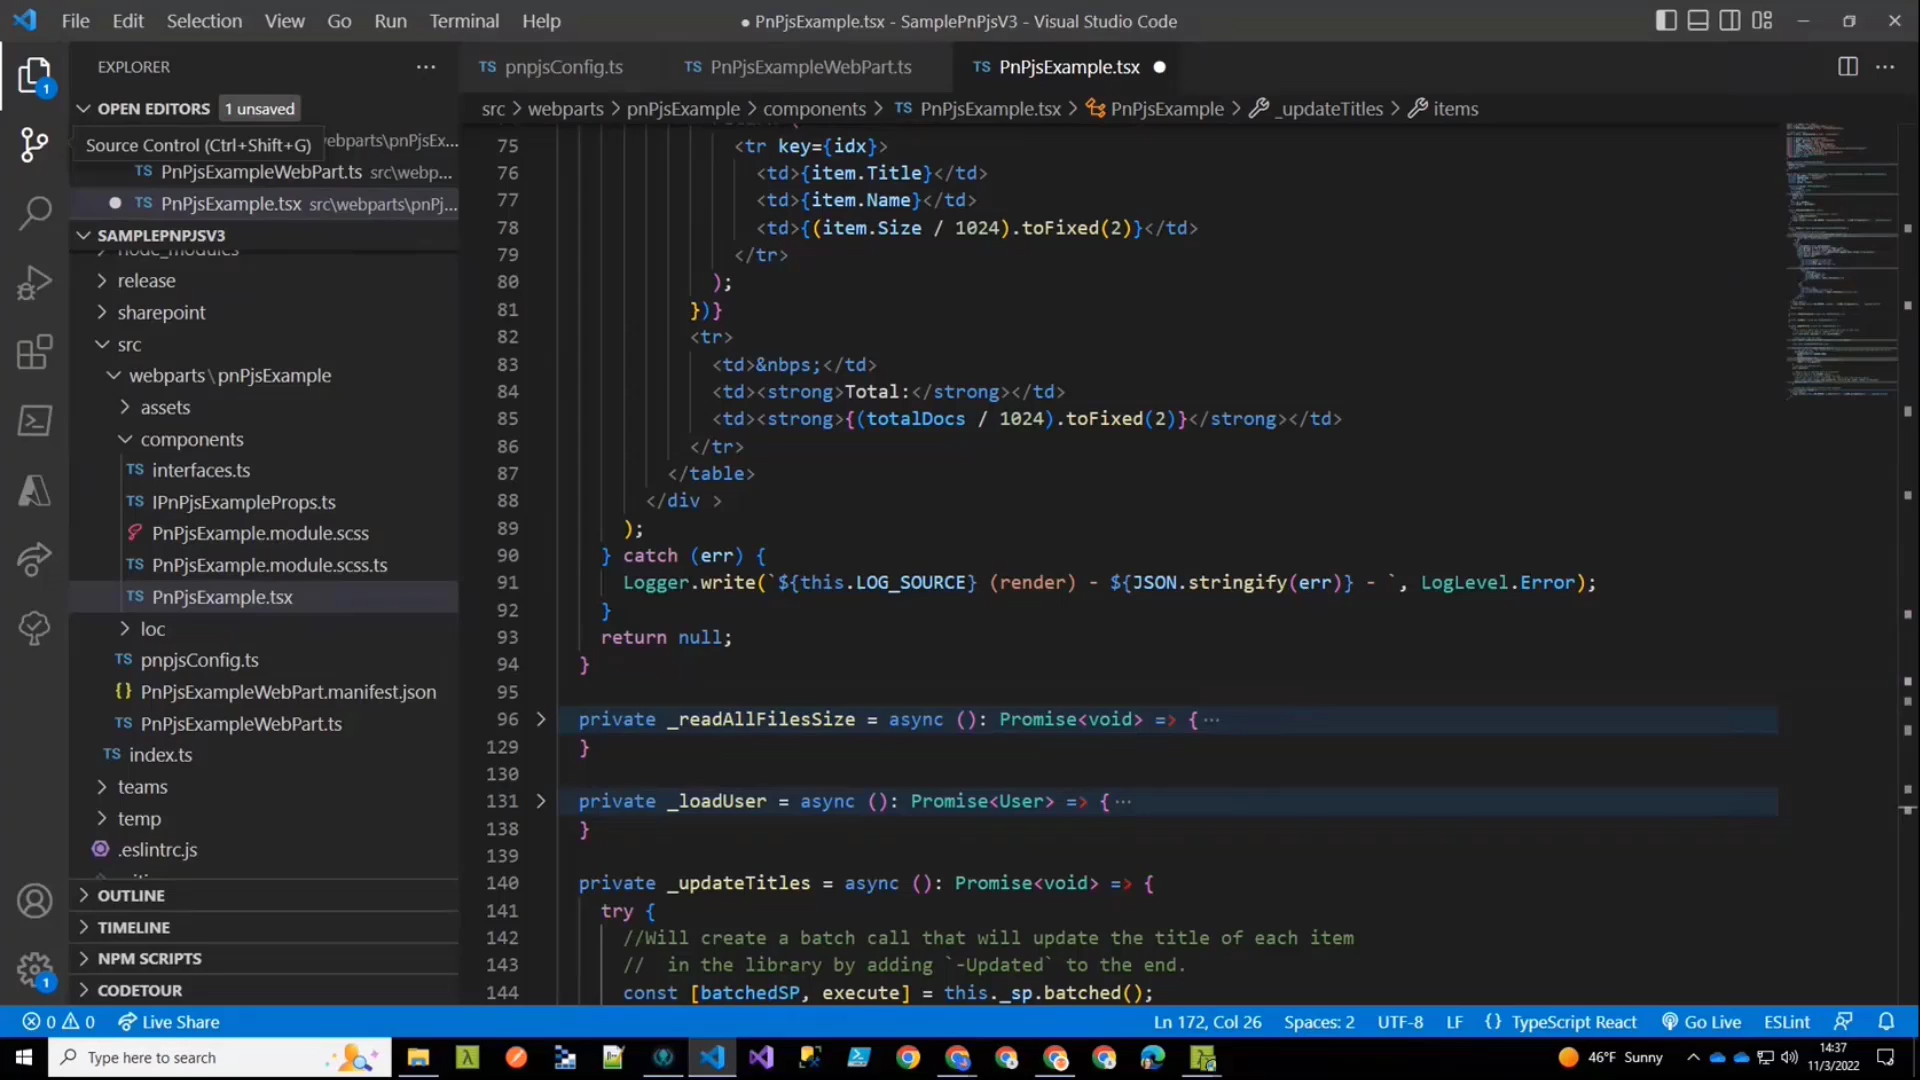 File Edit Selection View Go Run Terminal Help
● PnPjsExample.tsx - SamplePnPjsV3 - Visual Studio Code
EXPLORER
OPEN EDITORS 1 unsaved
ebparts\pnPjsEx...
Source Control (Ctrl+Shift+G)
TS PnPjsExampleWebPart.ts src\webp...
TS PnPjsExample.tsx src\webparts\pnPj...
SAMPLEPNPJSV3
node_modules
release
sharepoint
src
webparts\pnPjsExample
assets
components
TS interfaces.ts
TS IPnPjsExampleProps.ts
PnPjsExample.module.scss
TS PnPjsExample.module.scss.ts
TS PnPjsExample.tsx
loc
TS pnpjsConfig.ts
{} PnPjsExampleWebPart.manifest.json
TS PnPjsExampleWebPart.ts
TS index.ts
teams
temp
.eslintrc.js
OUTLINE
TIMELINE
NPM SCRIPTS
CODETOUR
1
1
TS pnpjsConfig.ts TS PnPjsExampleWebPart.ts TS PnPjsExample.tsx
src > webparts > pnPjsExample > components > TS PnPjsExample.tsx > PnPjsExample > _updateTitles > items
75 <tr key={idx}>
76 <td>{item.Title}</td>
77 <td>{item.Name}</td>
78 <td>{(item.Size / 1024).toFixed(2)}</td>
79 </tr>
80 );
81 })}
82 <tr>
83 <td>&nbps;</td>
84 <td><strong>Total:</strong></td>
85 <td><strong>{(totalDocs / 1024).toFixed(2)}</strong></td>
86 </tr>
87 </table>
88 </div >
89 );
90 } catch (err) {
91 Logger.write(`${this.LOG_SOURCE} (render) - ${JSON.stringify(err)} - `, LogLevel.Error);
92 }
93 return null;
94 }
95
96 private _readAllFilesSize = async (): Promise<void> => {···
129 }
130
131 private _loadUser = async (): Promise<User> => {···
138 }
139
140 private _updateTitles = async (): Promise<void> => {
141 try {
142 //Will create a batch call that will update the title of each item
143 // in the library by adding `-Updated` to the end.
144 const [batchedSP, execute] = this._sp.batched();
0 0 Live Share
Ln 172, Col 26 Spaces: 2 UTF-8 LF {} TypeScript React Go Live ESLint
Type here to search
46°F Sunny
14:37
11/3/2022